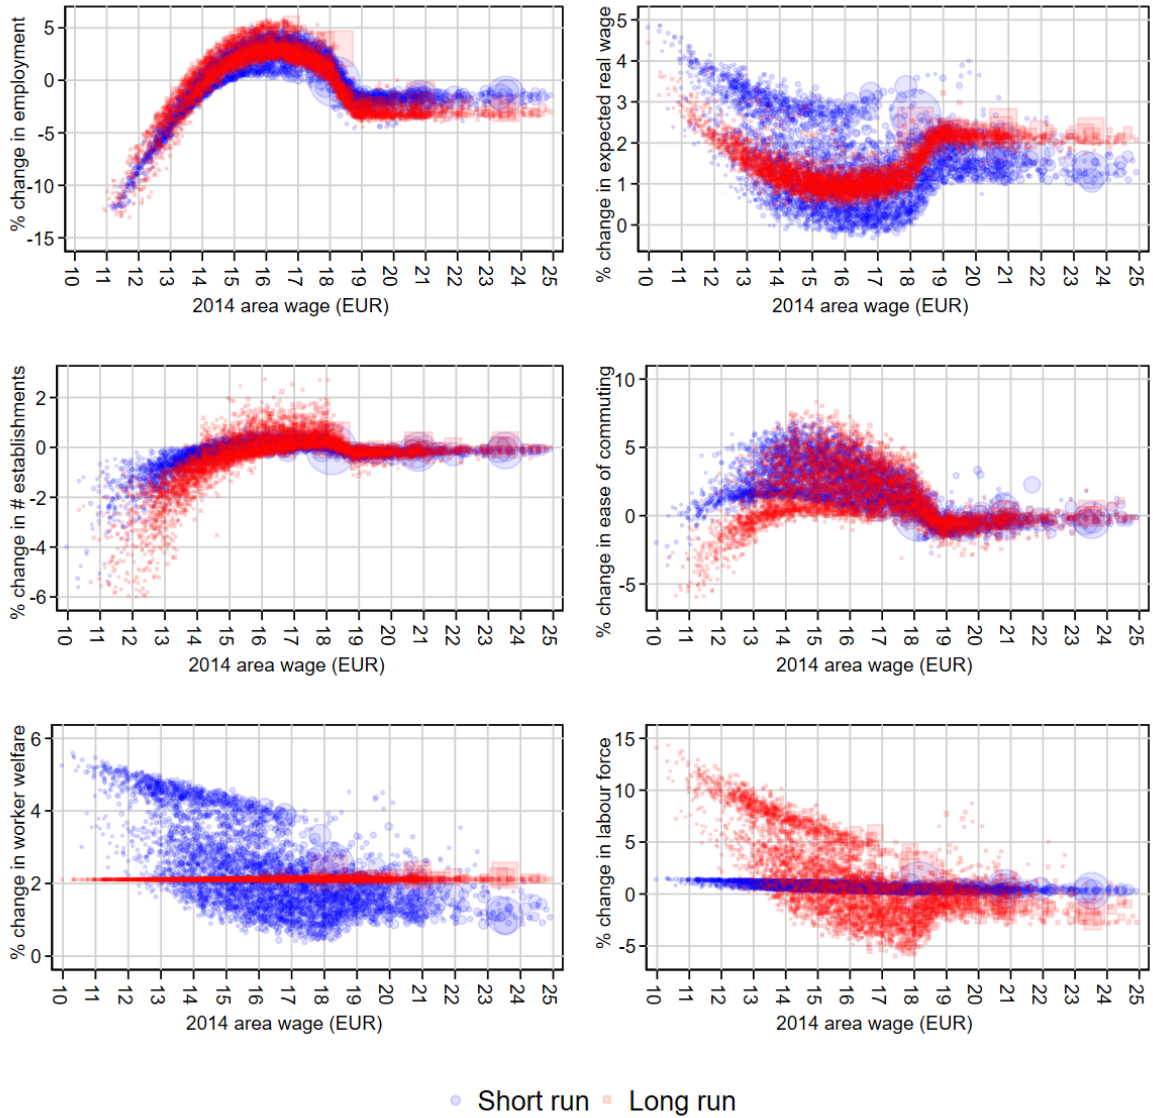 % change in employment
5
0
-5
-10
-15
10 11 12 13 14 15 16 17 18 19 20 21 22 23 24 25
2014 area wage (EUR)
% change in expected real wage
5
4
3
2
1
0
10 11 12 13 14 15 16 17 18 19 20 21 22 23 24 25
2014 area wage (EUR)
% change in # establishments
2
0
-2
-4
-6
10 11 12 13 14 15 16 17 18 19 20 21 22 23 24 25
2014 area wage (EUR)
% change in ease of commuting
10
5
0
-5
10 11 12 13 14 15 16 17 18 19 20 21 22 23 24 25
2014 area wage (EUR)
% change in worker welfare
6
4
2
0
10 11 12 13 14 15 16 17 18 19 20 21 22 23 24 25
2014 area wage (EUR)
% change in labour force
15
10
5
0
-5
10 11 12 13 14 15 16 17 18 19 20 21 22 23 24 25
2014 area wage (EUR)
Short run Long run